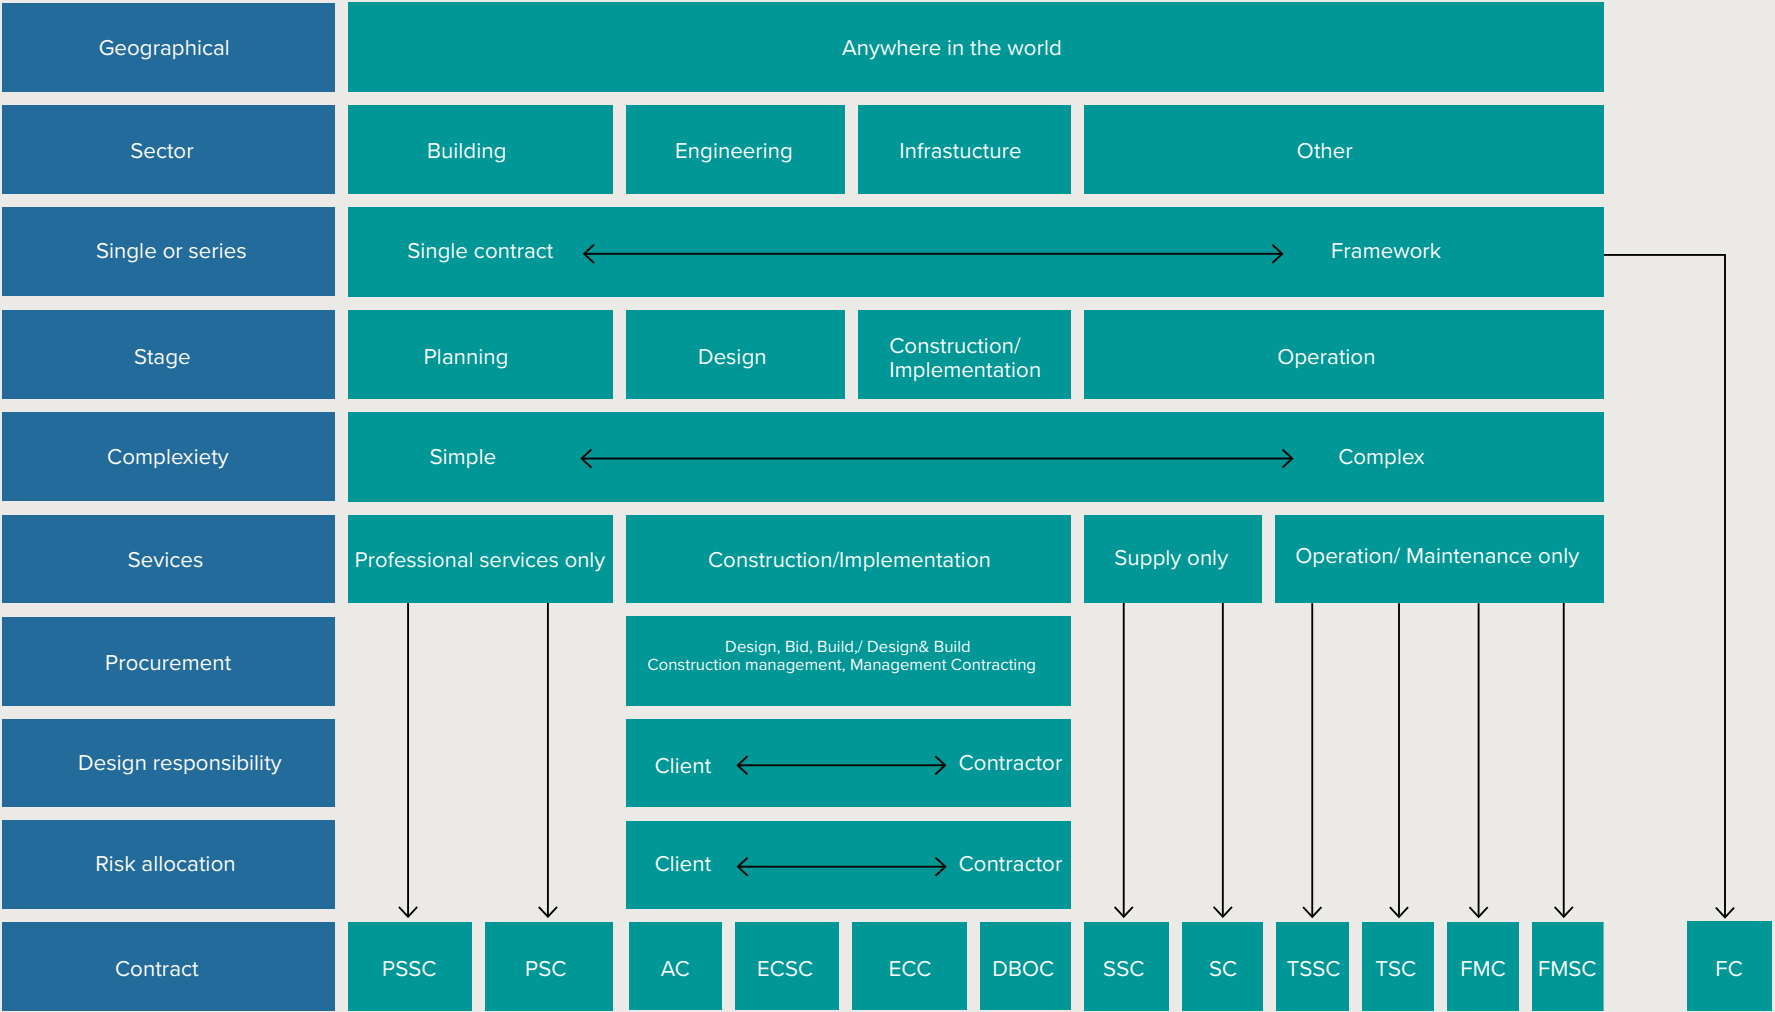 Geographical
Anywhere in the world
Sector
Building
Engineering
Infrastucture
Other
Single or series
Single contract
Framework
Stage
Planning
Design
Construction/
Implementation
Operation
Complexiety
Simple
Complex
Sevices
Professional services only
Construction/Implementation
Supply only
Operation/ Maintenance only
Procurement
Design, Bid, Build,/ Design& Build
Construction management, Management Contracting
Design responsibility
Client
Contractor
Risk allocation
Client
Contractor
Contract
PSSC
PSC
AC
ECSC
ECC
DBOC
SSC
SC
TSSC
TSC
FMC
FMSC
FC